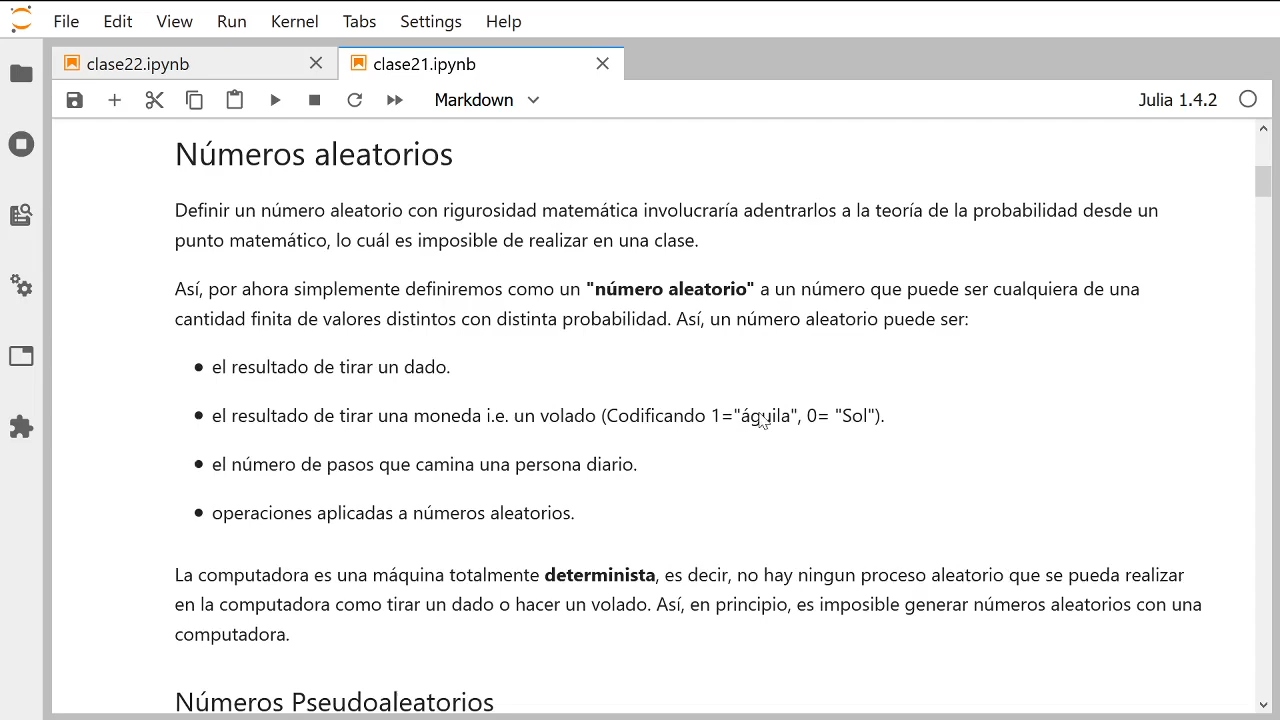 File Edit View Run Kernel Tabs Settings Help
clase22.ipynb clase21.ipynb
Markdown Julia 1.4.2
Números aleatorios
Definir un número aleatorio con rigurosidad matemática involucraría adentrarlos a la teoría de la probabilidad desde un
punto matemático, lo cuál es imposible de realizar en una clase.
Así, por ahora simplemente definiremos como un "número aleatorio" a un número que puede ser cualquiera de una
cantidad finita de valores distintos con distinta probabilidad. Así, un número aleatorio puede ser:
• el resultado de tirar un dado.
• el resultado de tirar una moneda i.e. un volado (Codificando 1="águila", 0= "Sol").
• el número de pasos que camina una persona diario.
• operaciones aplicadas a números aleatorios.
La computadora es una máquina totalmente determinista, es decir, no hay ningun proceso aleatorio que se pueda realizar
en la computadora como tirar un dado o hacer un volado. Así, en principio, es imposible generar números aleatorios con una
computadora.
Números Pseudoaleatorios